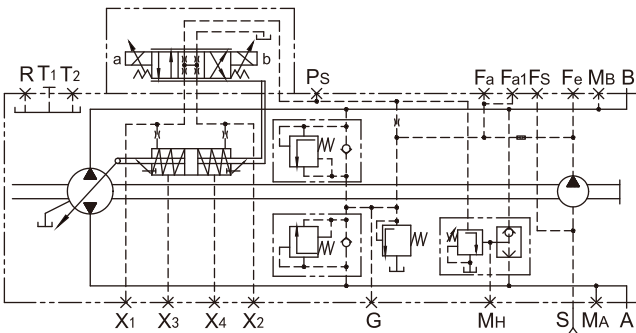 a b
R T1 T2 PS Fa Fa1 FS Fe MB B
X1 X3 X4 X2 G MH S MA A